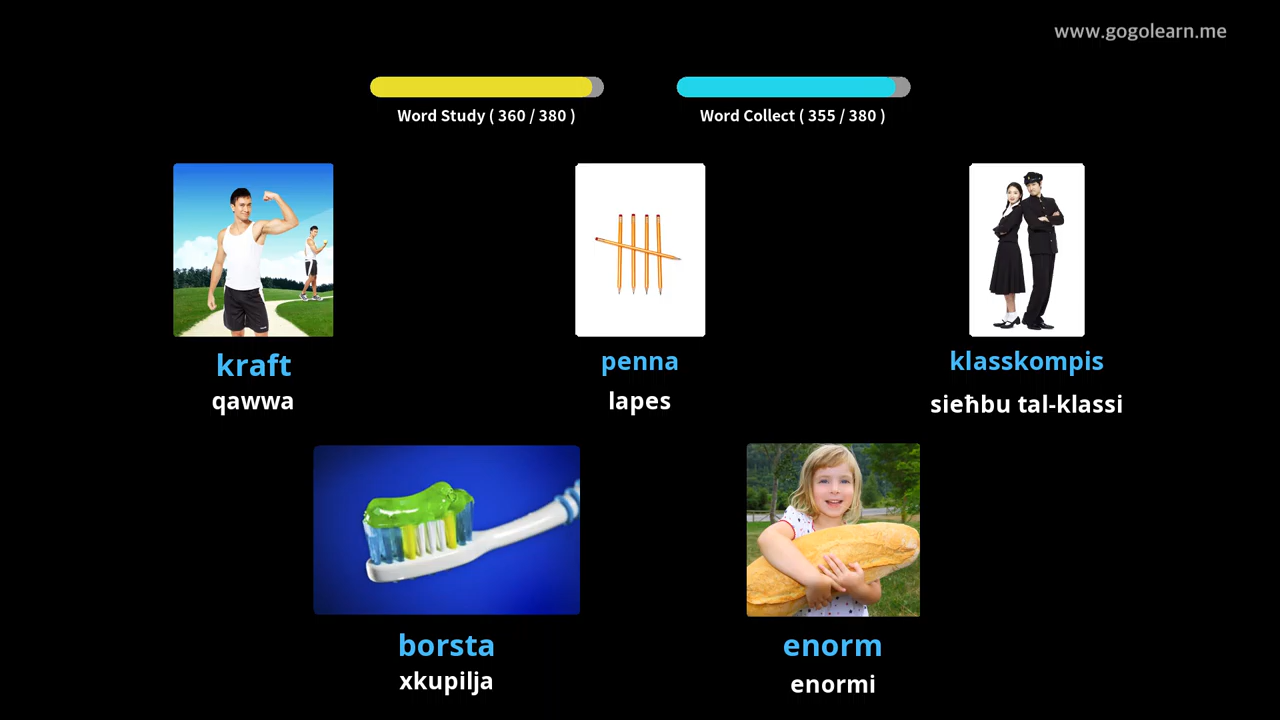 www.gogolearn.me
Word Study ( 360 / 380 )
Word Collect ( 355 / 380 )
kraft
qawwa
penna
lapes
klasskompis
sieħbu tal-klassi
borsta
xkupilja
enorm
enormi